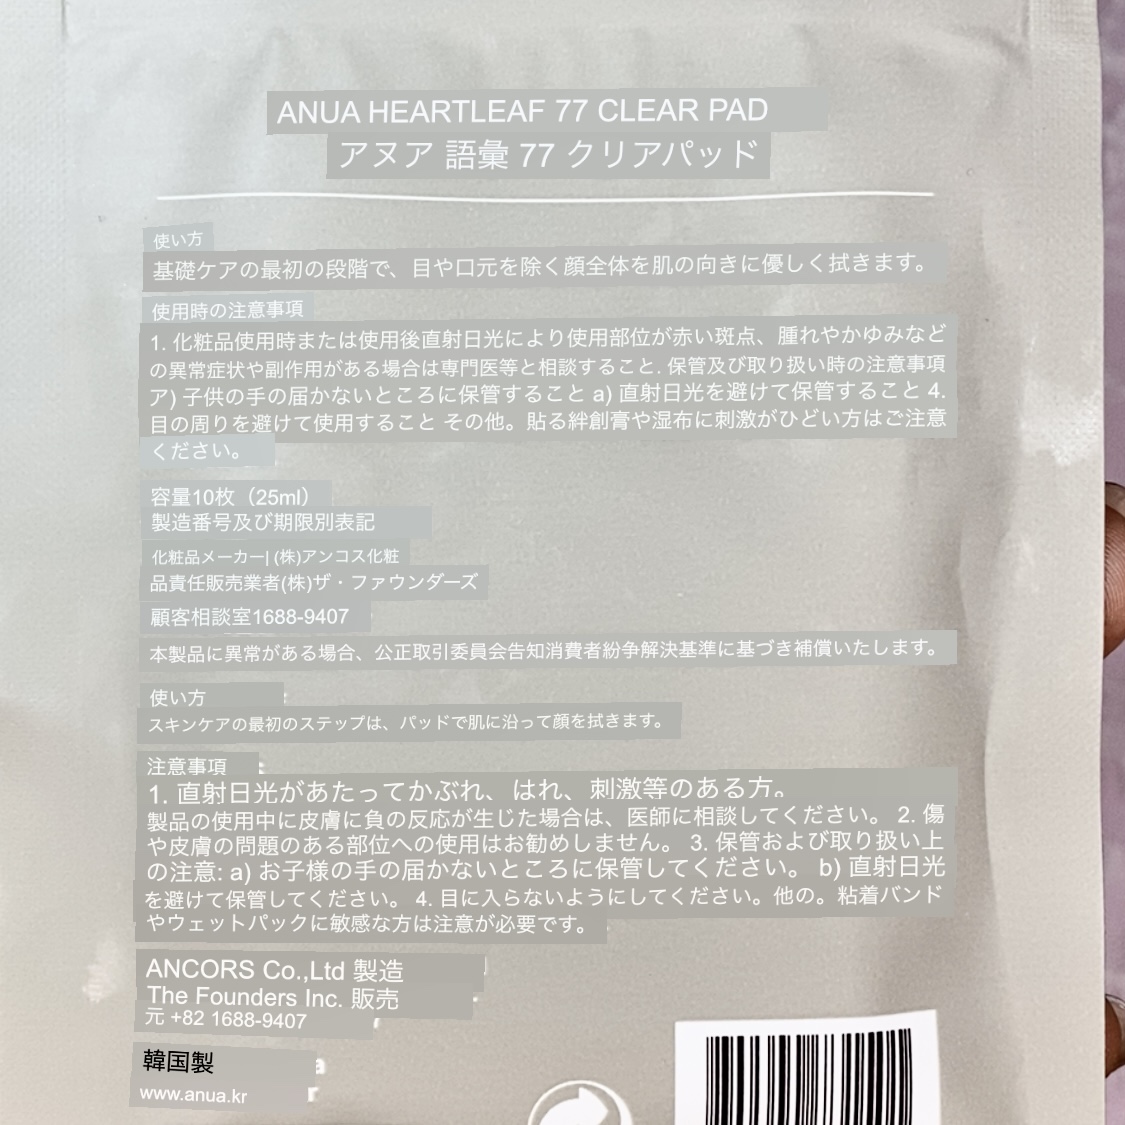 ANUA HEARTLEAF 77 CLEAR PAD
アヌア 語彙 77 クリアパッド
使い方
基礎ケアの最初の段階で、目や口元を除く顔全体を肌の向きに優しく拭きます。
使用時の注意事項
1. 化粧品使用時または使用後直射日光により使用部位が赤い斑点、腫れやかゆみなど
の異常症状や副作用がある場合は専門医等と相談すること. 保管及び取り扱い時の注意事項
ア) 子供の手の届かないところに保管すること a) 直射日光を避けて保管すること 4.
目の周りを避けて使用すること その他。貼る絆創膏や湿布に刺激がひどい方はご注意
ください。
容量10枚（25ml）
製造番号及び期限別表記
化粧品メーカー| (株)アンコス化粧
品責任販売業者(株)ザ・ファウンダーズ
顧客相談室1688-9407
本製品に異常がある場合、公正取引委員会告知消費者紛争解決基準に基づき補償いたします。
使い方
スキンケアの最初のステップは、パッドで肌に沿って顔を拭きます。
注意事項
1. 直射日光があたってかぶれ、はれ、刺激等のある方。
製品の使用中に皮膚に負の反応が生じた場合は、医師に相談してください。 2. 傷
や皮膚の問題のある部位への使用はお勧めしません。 3. 保管および取り扱い上
の注意: a) お子様の手の届かないところに保管してください。 b) 直射日光
を避けて保管してください。 4. 目に入らないようにしてください。他の。粘着バンド
やウェットパックに敏感な方は注意が必要です。
ANCORS Co.,Ltd 製造
The Founders Inc. 販売
元 +82 1688-9407
韓国製
www.anua.kr